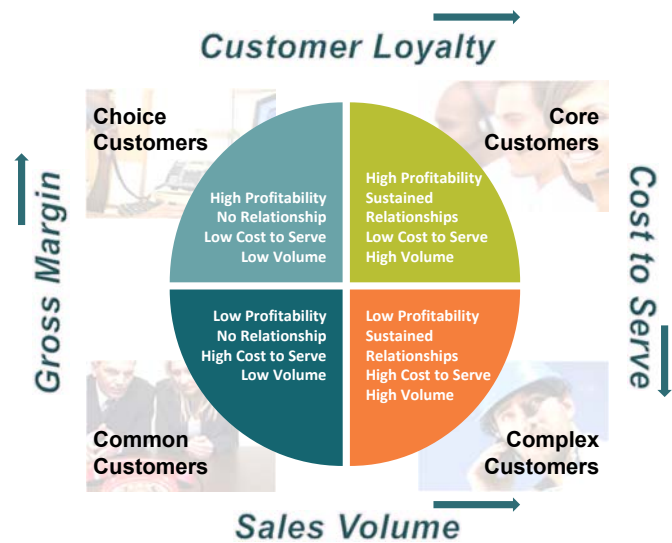 Customer Loyalty
Choice
Customers
Core
Customers
Gross Margin
High Profitability
No Relationship
Low Cost to Serve
Low Volume
High Profitability
Sustained
Relationships
Low Cost to Serve
High Volume
Cost to Serve
Low Profitability
No Relationship
High Cost to Serve
Low Volume
Low Profitability
Sustained
Relationships
High Cost to Serve
High Volume
Common
Customers
Complex
Customers
Sales Volume